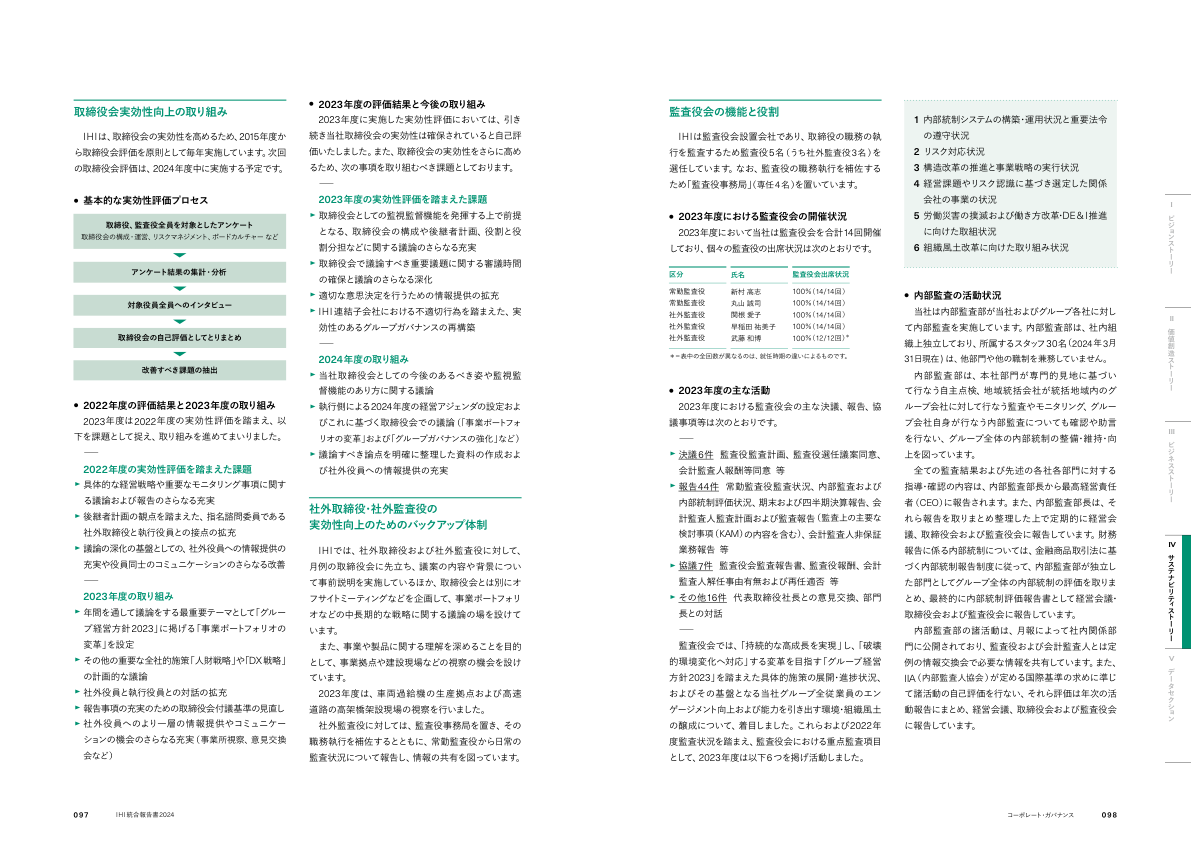 取締役会実効性向上の取り組み
IHIは、取締役会の実効性を高めるため、2015年度か
ら取締役会評価を原則として毎年実施しています。次回
の取締役会評価は、2024年度中に実施する予定です。
● 基本的な実効性評価プロセス
取締役、監査役全員を対象としたアンケート
取締役会の構成・運営、リスクマネジメント、ボードカルチャー など
アンケート結果の集計・分析
対象役員全員へのインタビュー
取締役会の自己評価としてとりまとめ
改善すべき課題の抽出
● 2022年度の評価結果と2023年度の取り組み
2023年度は2022年度の実効性評価を踏まえ、以
下を課題として捉え、取り組みを進めてまいりました。
2022年度の実効性評価を踏まえた課題
► 具体的な経営戦略や重要なモニタリング事項に関す
る議論および報告のさらなる充実
► 後継者計画の観点を踏まえた、指名諮問委員である
社外取締役と執行役員との接点の拡充
► 議論の深化の基盤としての、社外役員への情報提供の
充実や役員同士のコミュニケーションのさらなる改善
2023年度の取り組み
► 年間を通して議論をする最重要テーマとして「グルー
プ経営方針2023」に掲げる「事業ポートフォリオの
変革」を設定
► その他の重要な全社的施策「人財戦略」や「DX戦略」
の計画的な議論
► 社外役員と執行役員との対話の拡充
► 報告事項の充実のための取締役会付議基準の見直し
► 社外役員へのより一層の情報提供やコミュニケー
ションの機会のさらなる充実（事業所視察、意見交換
会など）
● 2023年度の評価結果と今後の取り組み
2023年度に実施した実効性評価においては、引き
続き当社取締役会の実効性は確保されていると自己評
価いたしました。また、取締役会の実効性をさらに高め
るため、次の事項を取り組むべき課題としております。
2023年度の実効性評価を踏まえた課題
► 取締役会としての監視監督機能を発揮する上で前提
となる、取締役会の構成や後継者計画、役割と役
割分担などに関する議論のさらなる充実
► 取締役会で議論すべき重要議題に関する審議時間
の確保と議論のさらなる深化
► 適切な意思決定を行うための情報提供の拡充
► IHI連結子会社における不適切行為を踏まえた、実
効性のあるグループガバナンスの再構築
2024年度の取り組み
► 当社取締役会としての今後のあるべき姿や監視監
督機能のあり方に関する議論
► 執行側による2024年度の経営アジェンダの設定およ
びこれに基づく取締役会での議論（「事業ポートフォ
リオの変革」および「グループガバナンスの強化」など）
► 議論すべき論点を明確に整理した資料の作成およ
び社外役員への情報提供の充実
社外取締役・社外監査役の
実効性向上のためのバックアップ体制
IHIでは、社外取締役および社外監査役に対して、
月例の取締役会に先立ち、議案の内容や背景につい
て事前説明を実施しているほか、取締役会とは別にオ
フサイトミーティングなどを企画して、事業ポートフォリ
オなどの中長期的な戦略に関する議論の場を設けて
います。
また、事業や製品に関する理解を深めることを目的
として、事業拠点や建設現場などの視察の機会を設け
ています。
2023年度は、車両過給機の生産拠点および高速
道路の高架橋架設現場の視察を行いました。
社外監査役に対しては、監査役事務局を置き、その
職務執行を補佐するとともに、常勤監査役から日常の
監査状況について報告し、情報の共有を図っています。
097 IHI統合報告書2024
監査役会の機能と役割
IHIは監査役会設置会社であり、取締役の職務の執
行を監査するため監査役5名（うち社外監査役3名）を
選任しています。なお、監査役の職務執行を補佐する
ため「監査役事務局」（専任4名）を置いています。
● 2023年度における監査役会の開催状況
2023年度において当社は監査役会を合計14回開催
しており、個々の監査役の出席状況は次のとおりです。
区分 氏名 監査役会出席状況
常勤監査役 新村 高志 100%（14/14回）
常勤監査役 丸山 誠司 100%（14/14回）
社外監査役 関根 愛子 100%（14/14回）
社外監査役 早稲田 祐美子 100%（14/14回）
社外監査役 武藤 和博 100%（12/12回）*
*＝表中の全回数が異なるのは、就任時期の違いによるものです。
● 2023年度の主な活動
2023年度における監査役会の主な決議、報告、協
議事項等は次のとおりです。
► 決議6件 監査役監査計画、監査役選任議案同意、
会計監査人報酬等同意 等
► 報告44件 常勤監査役監査状況、内部監査および
内部統制評価状況、期末および四半期決算報告、会
計監査人監査計画および監査報告（監査上の主要な
検討事項（KAM）の内容を含む）、会計監査人非保証
業務報告 等
► 協議7件 監査役会監査報告書、監査役報酬、会計
監査人解任事由有無および再任適否 等
► その他16件 代表取締役社長との意見交換、部門
長との対話
監査役会では、「持続的な高成長を実現」し、「破壊
的環境変化へ対応」する変革を目指す「グループ経営
方針2023」を踏まえた具体的施策の展開・進捗状況、
およびその基盤となる当社グループ全従業員のエン
ゲージメント向上および能力を引き出す環境・組織風土
の醸成について、着目しました。これらおよび2022年
度監査状況を踏まえ、監査役会における重点監査項目
として、2023年度は以下6つを掲げ活動しました。
1 内部統制システムの構築・運用状況と重要法令
の遵守状況
2 リスク対応状況
3 構造改革の推進と事業戦略の実行状況
4 経営課題やリスク認識に基づき選定した関係
会社の事業の状況
5 労働災害の撲滅および働き方改革・DE＆I推進
に向けた取組状況
6 組織風土改革に向けた取り組み状況
● 内部監査の活動状況
当社は内部監査部が当社およびグループ各社に対し
て内部監査を実施しています。内部監査部は、社内組
織上独立しており、所属するスタッフ30名（2024年3月
31日現在）は、他部門や他の職制を兼務していません。
内部監査部は、本社部門が専門的見地に基づい
て行なう自主点検、地域統括会社が統括地域内のグ
ループ会社に対して行なう監査やモニタリング、グルー
プ会社自身が行なう内部監査についても確認や助言
を行ない、グループ全体の内部統制の整備・維持・向
上を図っています。
全ての監査結果および先述の各社各部門に対する
指導・確認の内容は、内部監査部長から最高経営責任
者（CEO）に報告されます。また、内部監査部長は、そ
れら報告を取りまとめ整理した上で定期的に経営会
議、取締役会および監査役会に報告しています。財務
報告に係る内部統制については、金融商品取引法に基
づく内部統制報告制度に従って、内部監査部が独立し
た部門としてグループ全体の内部統制の評価を取りま
とめ、最終的に内部統制評価報告書として経営会議・
取締役会および監査役会に報告しています。
内部監査部の諸活動は、月報によって社内関係部
門に公開されており、監査役および会計監査人とは定
例の情報交換会で必要な情報を共有しています。また、
IIA（内部監査人協会）が定める国際基準の求めに準じ
て諸活動の自己評価を行ない、それら評価は年次の活
動報告にまとめ、経営会議、取締役会および監査役会
に報告しています。
Ⅰ ビジョンストーリー
Ⅱ 価値創造ストーリー
Ⅲ ビジネスストーリー
Ⅳ サステナビリティストーリー
Ⅴ データセクション
コーポレート・ガバナンス 098